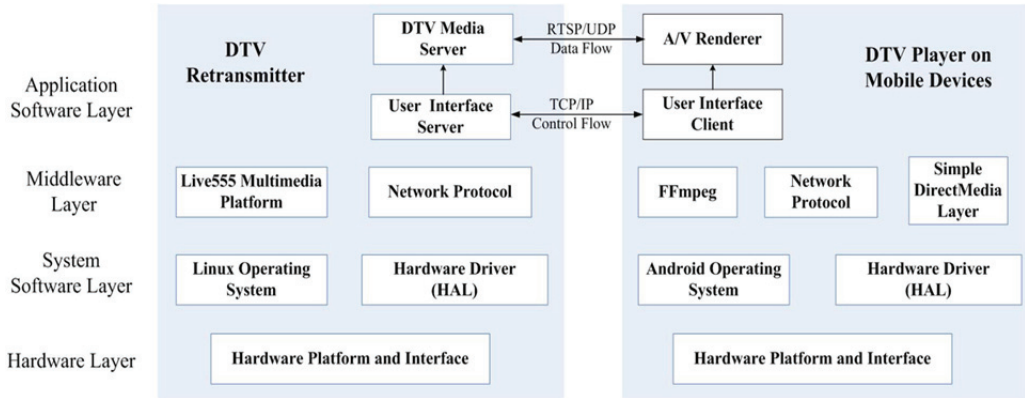 DTV
Retransmitter
DTV Media
Server
RTSP/UDP
Data Flow
A/V Renderer
DTV Player on
Mobile Devices
Application
Software Layer
User Interface
Server
TCP/IP
Control Flow
User Interface
Client
Middleware
Layer
Live555 Multimedia
Platform
Network Protocol
FFmpeg
Network
Protocol
Simple
DirectMedia
Layer
System
Software Layer
Linux Operating
System
Hardware Driver
(HAL)
Android Operating
System
Hardware Driver
(HAL)
Hardware Layer
Hardware Platform and Interface
Hardware Platform and Interface